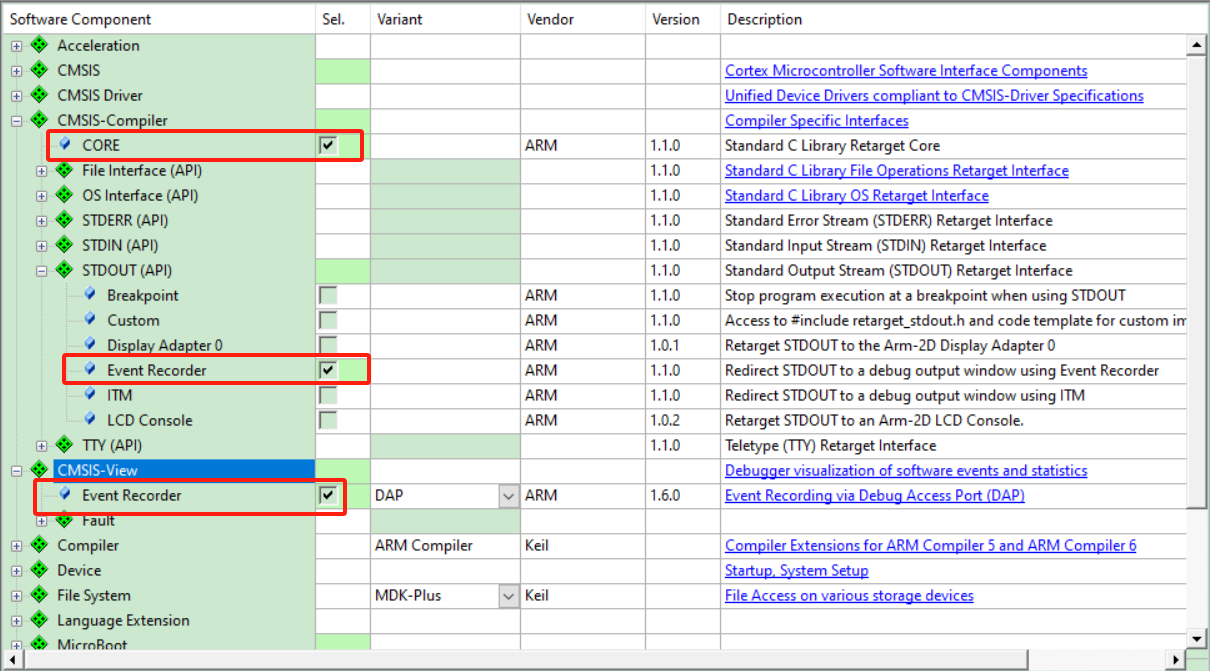 Software Component Sel. Variant Vendor Version Description
Acceleration
CMSIS Cortex Microcontroller Software Interface Components
CMSIS Driver Unified Device Drivers compliant to CMSIS-Driver Specifications
CMSIS-Compiler Compiler Specific Interfaces
CORE ARM 1.1.0 Standard C Library Retarget Core
File Interface (API) 1.1.0 Standard C Library File Operations Retarget Interface
OS Interface (API) 1.1.0 Standard C Library OS Retarget Interface
STDERR (API) 1.1.0 Standard Error Stream (STDERR) Retarget Interface
STDIN (API) 1.1.0 Standard Input Stream (STDIN) Retarget Interface
STDOUT (API) 1.1.0 Standard Output Stream (STDOUT) Retarget Interface
Breakpoint ARM 1.1.0 Stop program execution at a breakpoint when using STDOUT
Custom ARM 1.1.0 Access to #include retarget_stdout.h and code template for custom im
Display Adapter 0 ARM 1.0.1 Retarget STDOUT to the Arm-2D Display Adapter 0
Event Recorder ARM 1.1.0 Redirect STDOUT to a debug output window using Event Recorder
ITM ARM 1.1.0 Redirect STDOUT to a debug output window using ITM
LCD Console ARM 1.0.2 Retarget STDOUT to an Arm-2D LCD Console.
TTY (API) 1.1.0 Teletype (TTY) Retarget Interface
CMSIS-View Debugger visualization of software events and statistics
Event Recorder DAP ARM 1.6.0 Event Recording via Debug Access Port (DAP)
Fault
Compiler ARM Compiler Keil Compiler Extensions for ARM Compiler 5 and ARM Compiler 6
Device Startup, System Setup
File System MDK-Plus Keil File Access on various storage devices
Language Extension
MicroBoot